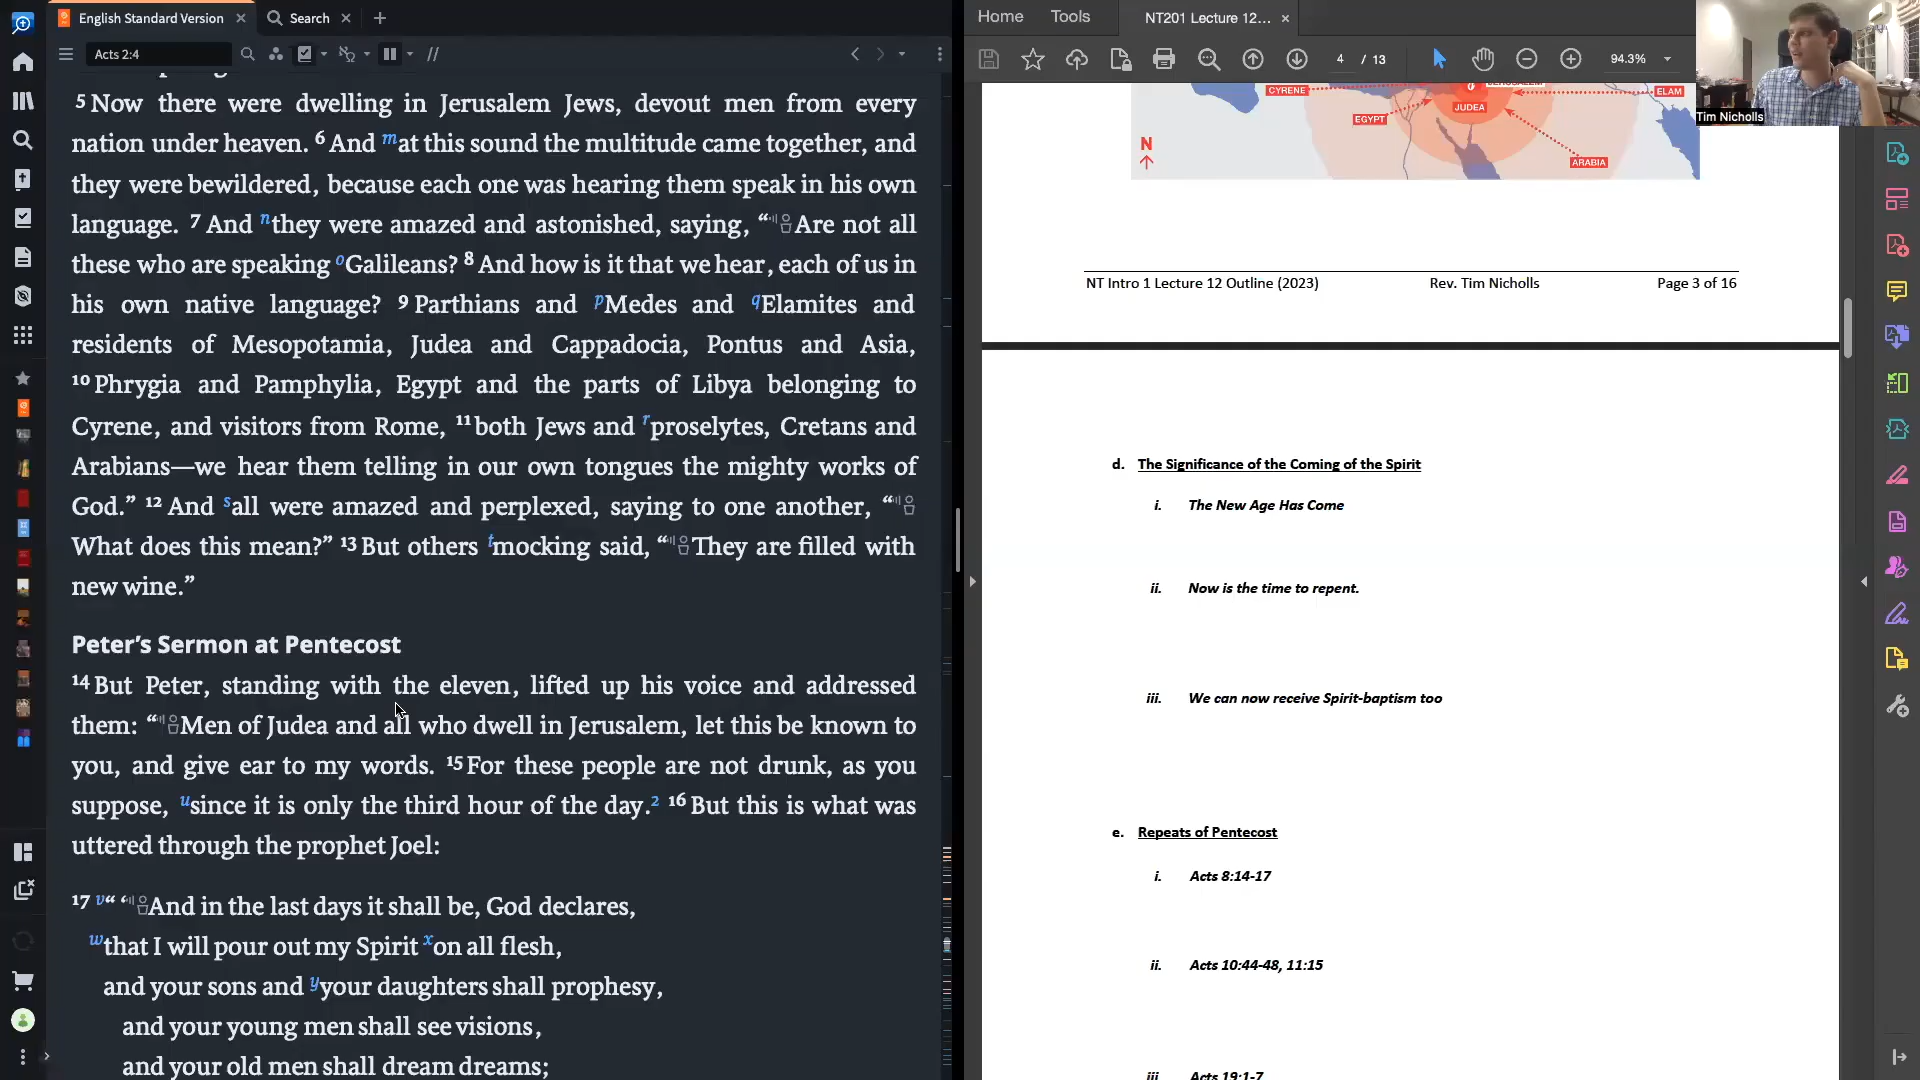 English Standard Version
Search
Acts 2:4
5 Now there were dwelling in Jerusalem Jews, devout men from every
nation under heaven. 6 And m at this sound the multitude came together, and
they were bewildered, because each one was hearing them speak in his own
language. 7 And n they were amazed and astonished, saying, “Are not all
these who are speaking o Galileans? 8 And how is it that we hear, each of us in
his own native language? 9 Parthians and p Medes and q Elamites and
residents of Mesopotamia, Judea and Cappadocia, Pontus and Asia,
10 Phrygia and Pamphylia, Egypt and the parts of Libya belonging to
Cyrene, and visitors from Rome, 11 both Jews and r proselytes, Cretans and
Arabians—we hear them telling in our own tongues the mighty works of
God.” 12 And s all were amazed and perplexed, saying to one another, “
What does this mean?” 13 But others t mocking said, “They are filled with
new wine.”
Peter’s Sermon at Pentecost
14 But Peter, standing with the eleven, lifted up his voice and addressed
them: “Men of Judea and all who dwell in Jerusalem, let this be known to
you, and give ear to my words. 15 For these people are not drunk, as you
suppose, u since it is only the third hour of the day. 2 16 But this is what was
uttered through the prophet Joel:
17 v “ ‘And in the last days it shall be, God declares,
w that I will pour out my Spirit x on all flesh,
and your sons and y your daughters shall prophesy,
and your young men shall see visions,
and your old men shall dream dreams;
Home
Tools
NT201 Lecture 12...
4 / 13
94.3%
Tim Nicholls
CYRENE
ELAM
JUDEA
EGYPT
N
ARABIA
NT Intro 1 Lecture 12 Outline (2023)
Rev. Tim Nicholls
Page 3 of 16
d. The Significance of the Coming of the Spirit
i. The New Age Has Come
ii. Now is the time to repent.
iii. We can now receive Spirit-baptism too
e. Repeats of Pentecost
i. Acts 8:14-17
ii. Acts 10:44-48, 11:15
iii. Acts 19:1-7